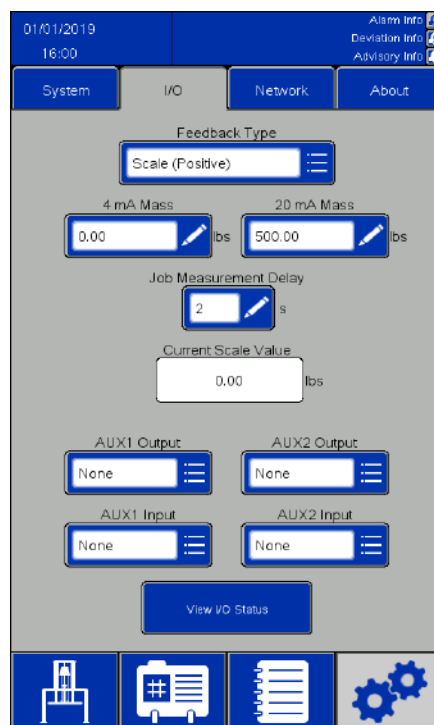 01/01/2019
16:00
Alarm Info
Deviation Info
Advisory Info
System I/O Network About
Feedback Type
Scale (Positive)
4 mA Mass 20 mA Mass
0.00 lbs 500.00 lbs
Job Measurement Delay
2 s
Current Scale Value
0.00 lbs
AUX1 Output AUX2 Output
None None
AUX1 Input AUX2 Input
None None
View I/O Status
#